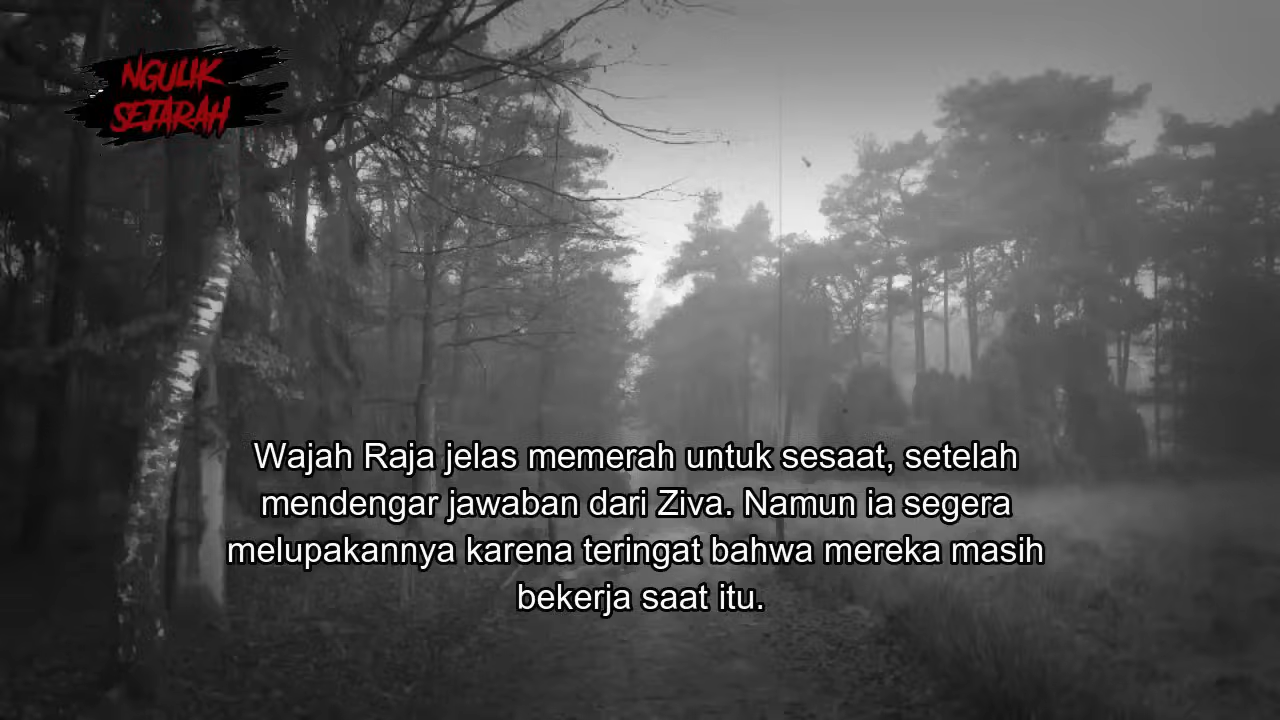 NGULIK
SEJARAH
Wajah Raja jelas memerah untuk sesaat, setelah
mendengar jawaban dari Ziva. Namun ia segera
melupakannya karena teringat bahwa mereka masih
bekerja saat itu.